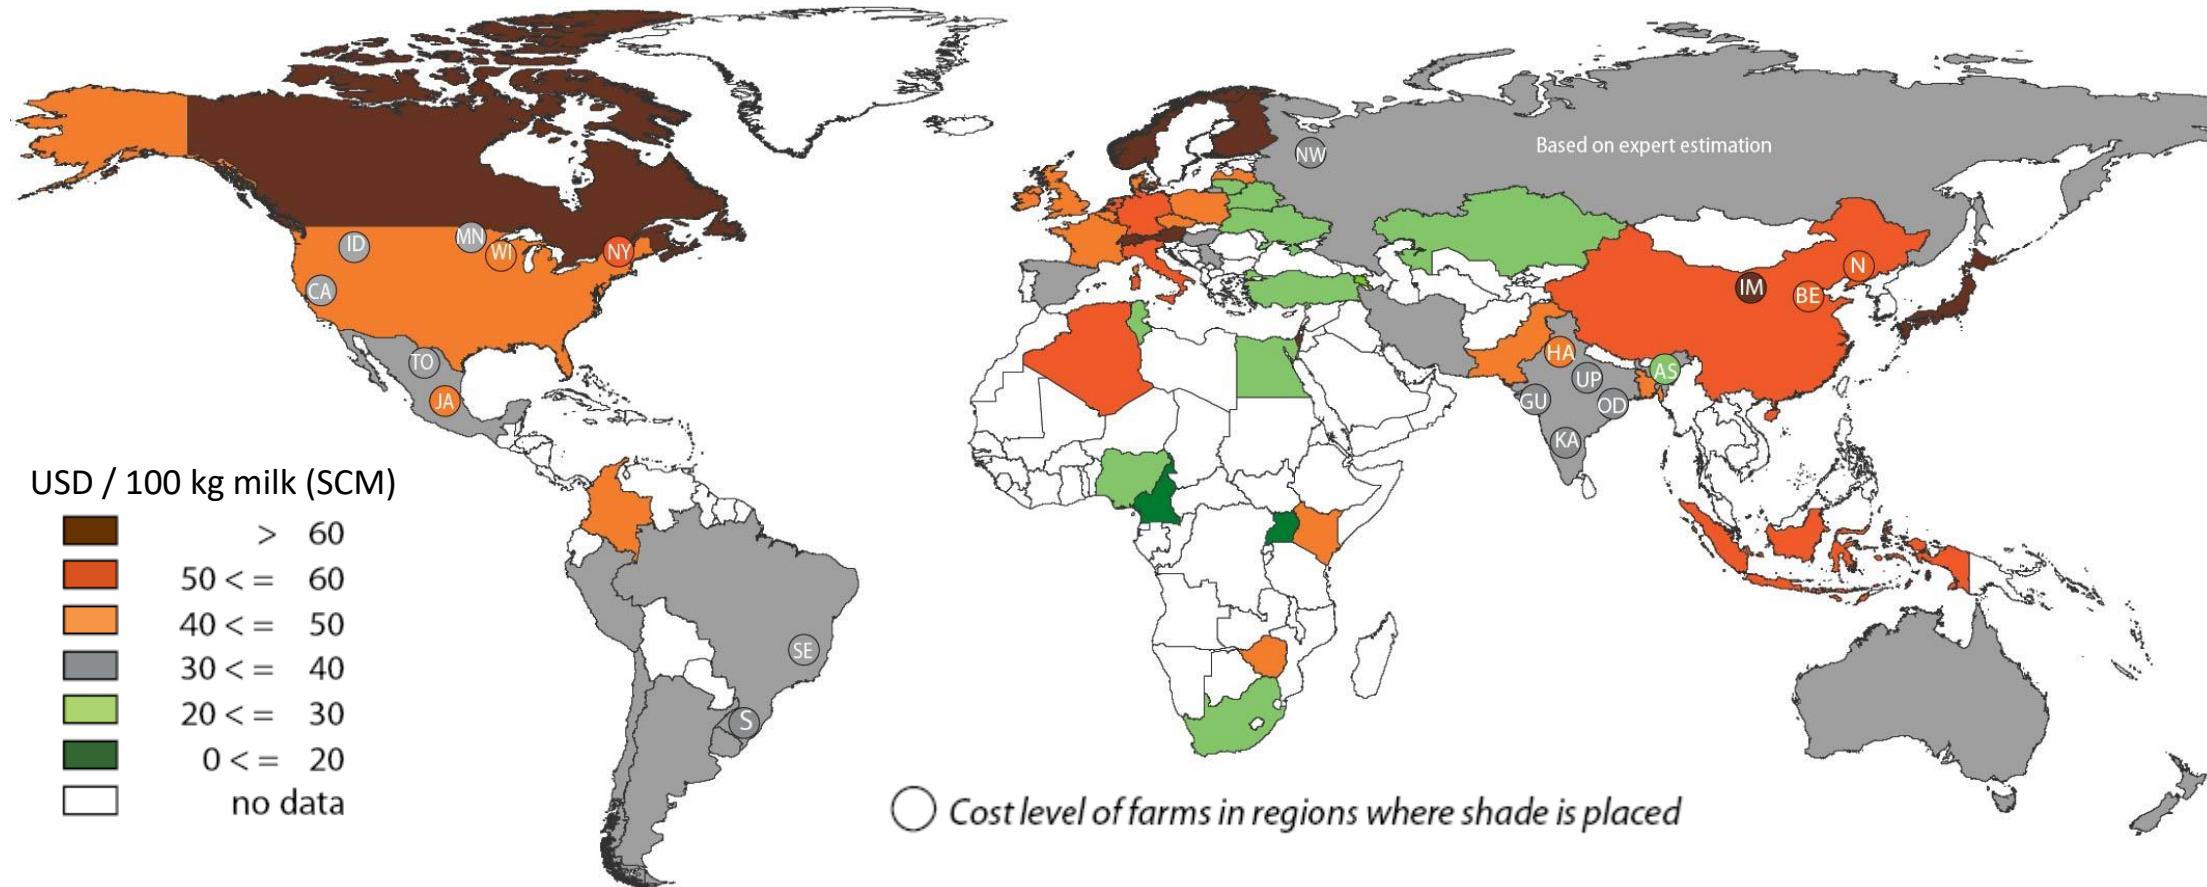 Based on expert estimation
NW
ID
MN
WI
NY
CA
TO
JA
N
IM
BE
HA
AS
UP
GU
OD
KA
SE
S
USD / 100 kg milk (SCM)
> 60
50 < = 60
40 < = 50
30 < = 40
20 < = 30
0 < = 20
no data
Cost level of farms in regions where shade is placed